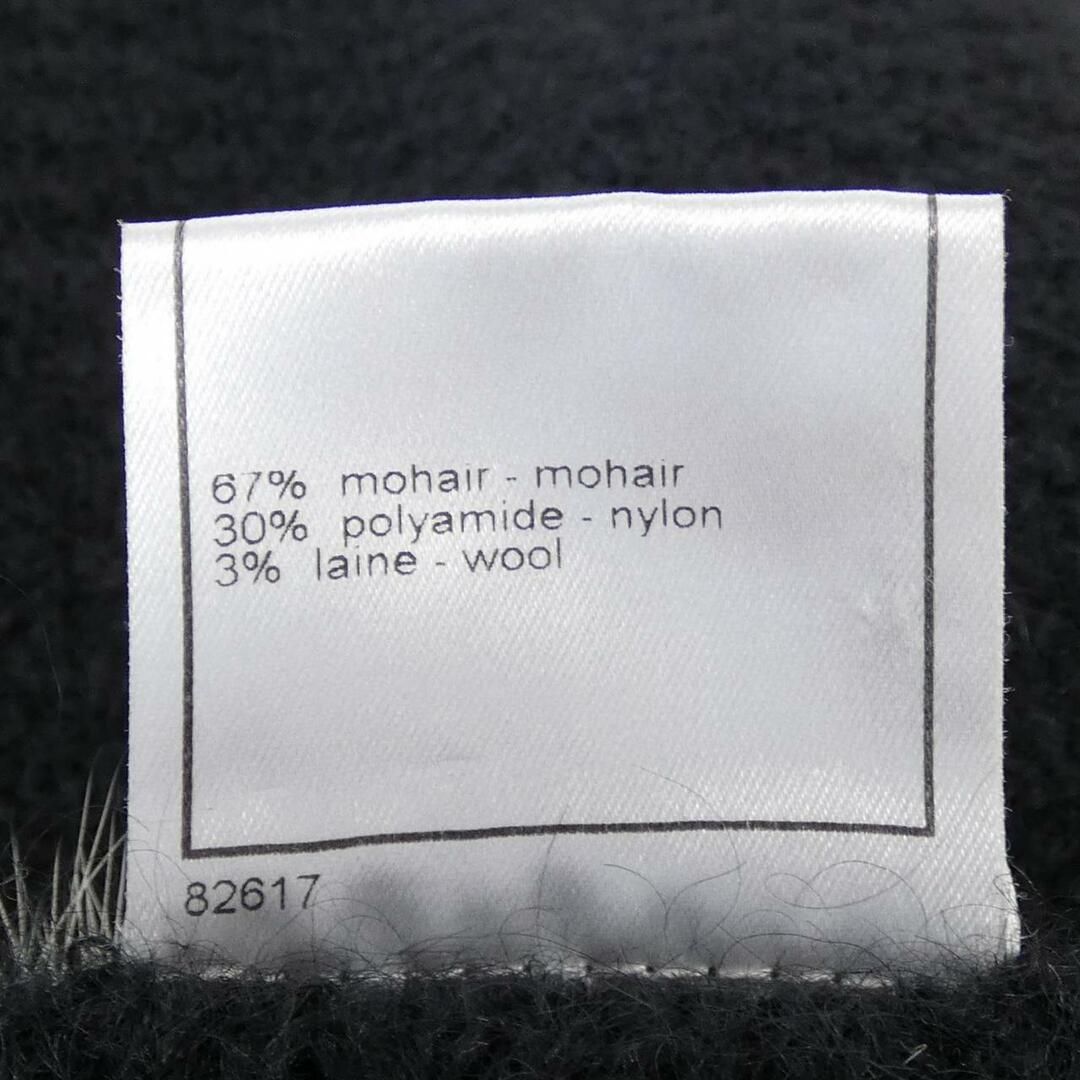 67% mohair - mohair
30% polyamide - nylon
3% laine - wool
82617